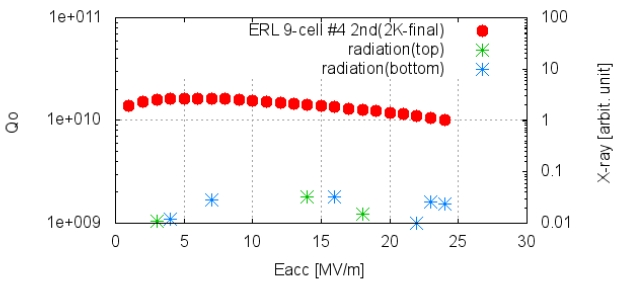 1e+011
1e+010
1e+009
Qo
ERL 9-cell #4 2nd(2K-final)
radiation(top)
radiation(bottom)
100
10
1
0.1
0.01
X-ray [arbit. unit]
0 5 10 15 20 25 30
Eacc [MV/m]